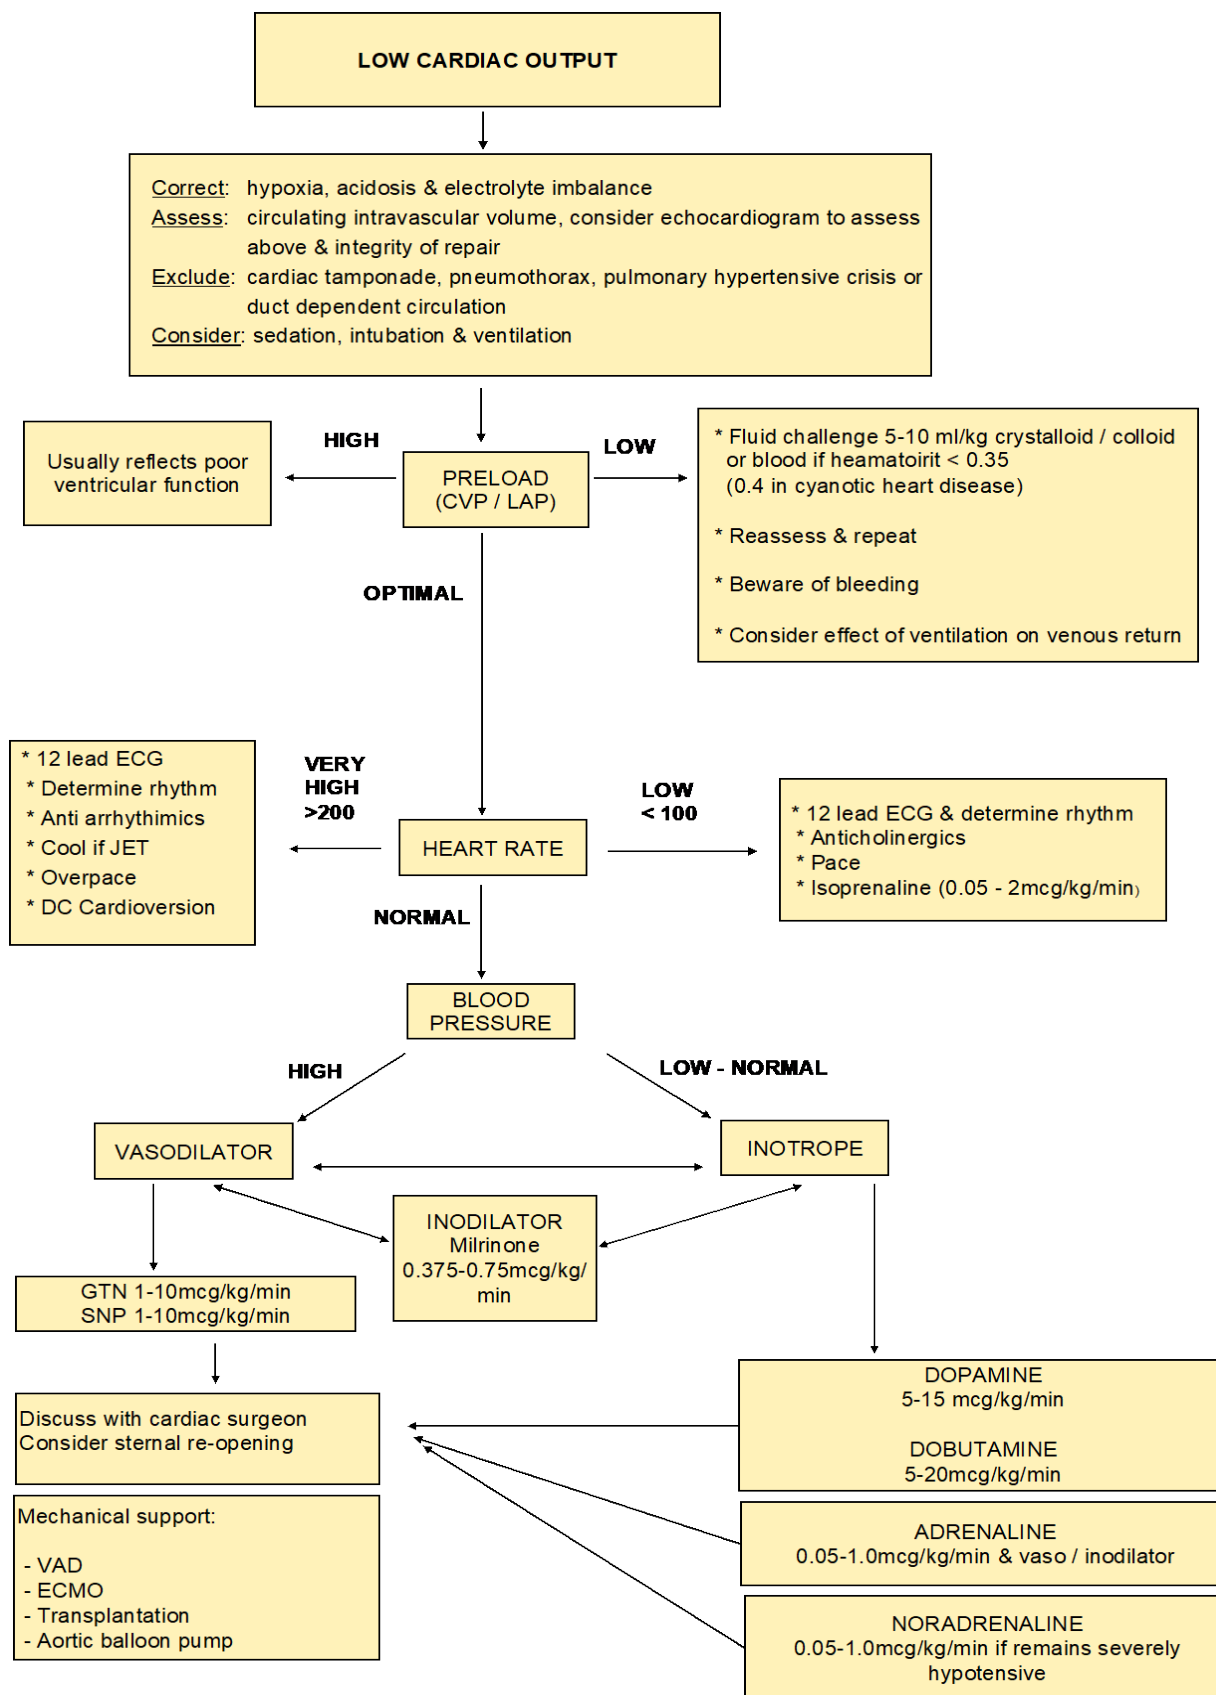 LOW CARDIAC OUTPUT
Correct: hypoxia, acidosis & electrolyte imbalance
Assess: circulating intravascular volume, consider echocardiogram to assess
above & integrity of repair
Exclude: cardiac tamponade, pneumothorax, pulmonary hypertensive crisis or
duct dependent circulation
Consider: sedation, intubation & ventilation
HIGH
LOW
Usually reflects poor
ventricular function
PRELOAD
(CVP / LAP)
* Fluid challenge 5-10 ml/kg crystalloid / colloid
or blood if heamatoirit < 0.35
(0.4 in cyanotic heart disease)
* Reassess & repeat
* Beware of bleeding
* Consider effect of ventilation on venous return
OPTIMAL
* 12 lead ECG
* Determine rhythm
* Anti arrhythimics
* Cool if JET
* Overpace
* DC Cardioversion
VERY
HIGH
>200
HEART RATE
LOW
< 100
* 12 lead ECG & determine rhythm
* Anticholinergics
* Pace
* Isoprenaline (0.05 - 2mcg/kg/min)
NORMAL
BLOOD
PRESSURE
HIGH
LOW - NORMAL
VASODILATOR
INOTROPE
INODILATOR
Milrinone
0.375-0.75mcg/kg/
min
GTN 1-10mcg/kg/min
SNP 1-10mcg/kg/min
Discuss with cardiac surgeon
Consider sternal re-opening
Mechanical support:
- VAD
- ECMO
- Transplantation
- Aortic balloon pump
DOPAMINE
5-15 mcg/kg/min
DOBUTAMINE
5-20mcg/kg/min
ADRENALINE
0.05-1.0mcg/kg/min & vaso / inodilator
NORADRENALINE
0.05-1.0mcg/kg/min if remains severely
hypotensive